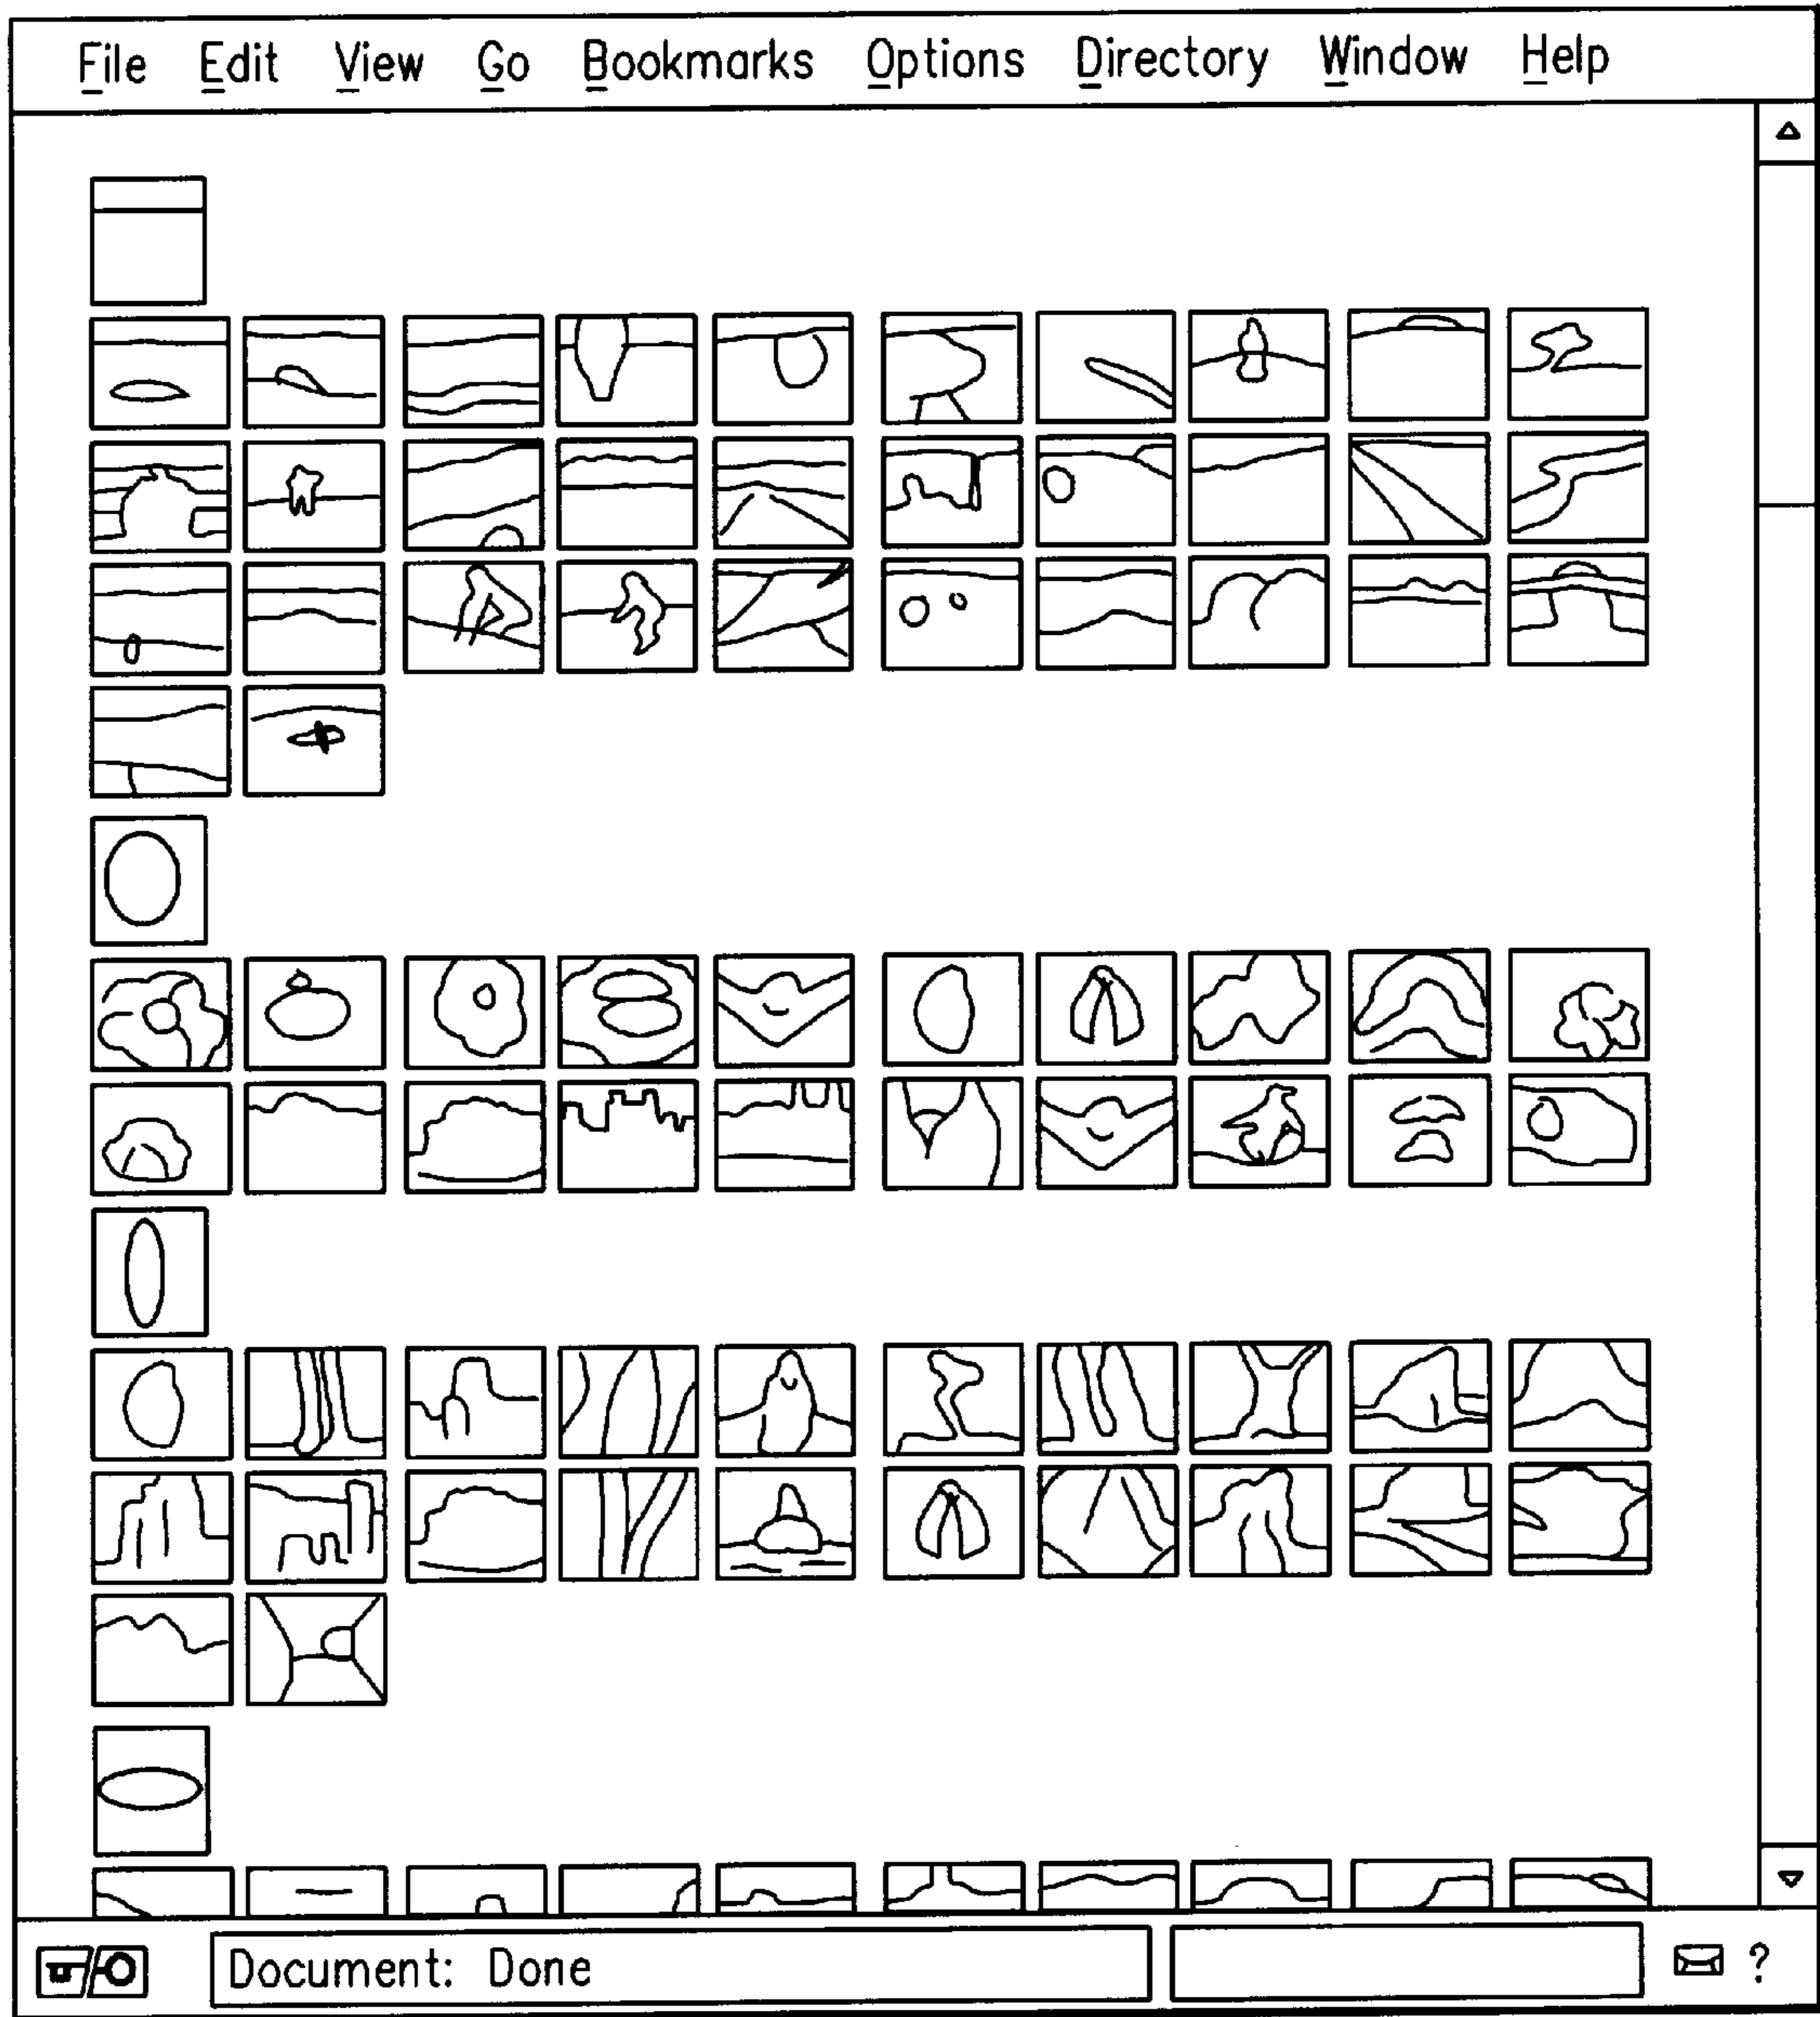 File Edit View Go Bookmarks Options Directory Window Help
Document: Done ?